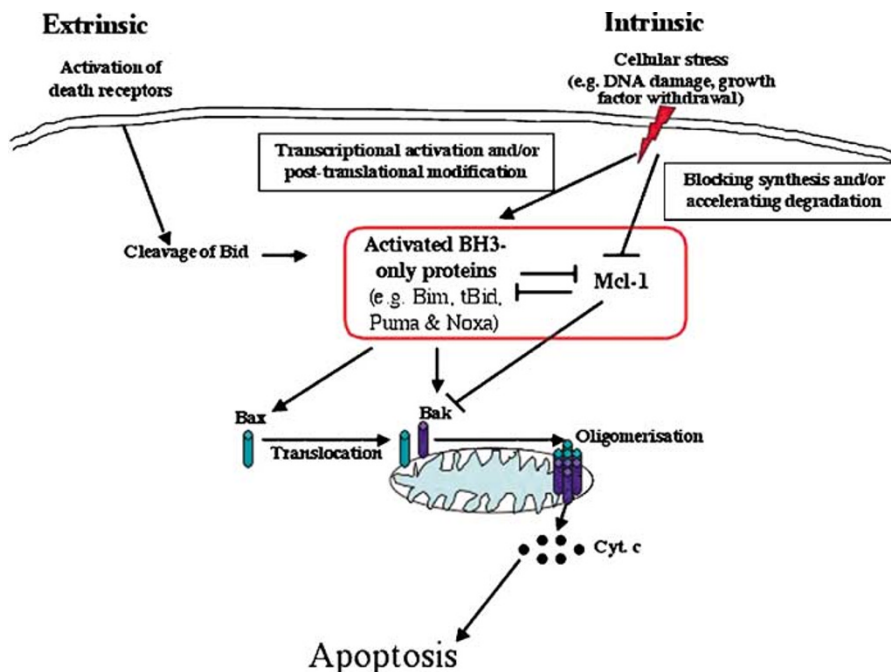 Extrinsic
Activation of
death receptors
Intrinsic
Cellular stress
(e.g. DNA damage, growth
factor withdrawal)
Transcriptional activation and/or
post-translational modification
Blocking synthesis and/or
accelerating degradation
Cleavage of Bid
Activated BH3-
only proteins
(e.g. Bim, tBid,
Puma & Noxa)
Mcl-1
Bax
Bak
Translocation
Oligomerisation
Cyt. c
Apoptosis